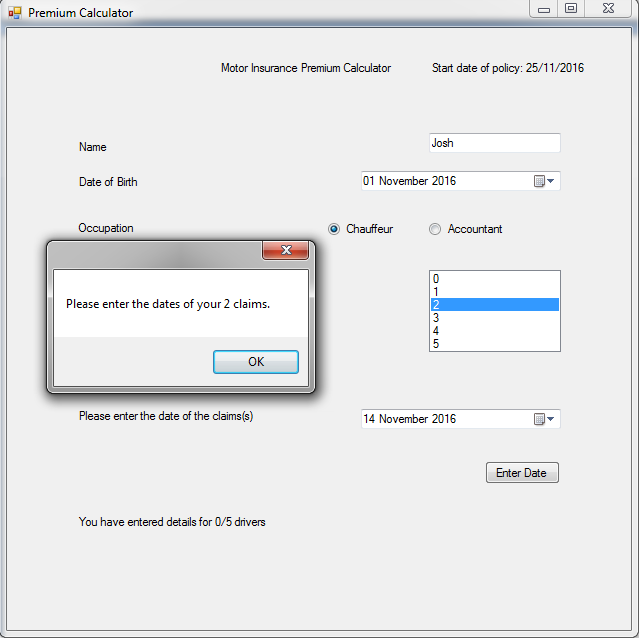 Premium Calculator
Motor Insurance Premium Calculator Start date of policy: 25/11/2016
Name Josh
Date of Birth 01 November 2016
Occupation Chauffeur Accountant
0
1
2
3
4
5
Please enter the dates of your 2 claims.
OK
Please enter the date of the claims(s) 14 November 2016
Enter Date
You have entered details for 0/5 drivers